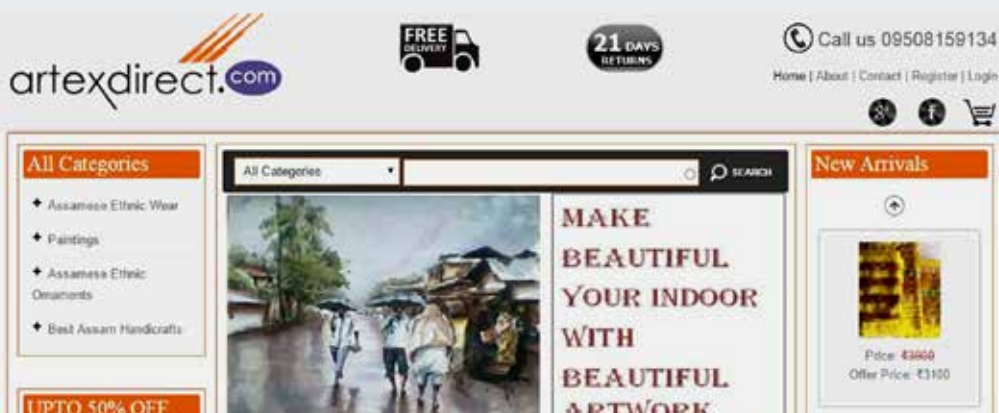 artexdirect.com
FREE
DELIVERY
21 DAYS
RETURNS
Call us 09508159134
Home | About | Contact | Register | Login
g+ f
All Categories
Assamese Ethnic Wear
Paintings
Assamese Ethnic
Ornaments
Best Assam Handicrafts
UPTO 50% OFF
All Categories
SEARCH
MAKE
BEAUTIFUL
YOUR INDOOR
WITH
BEAUTIFUL
ARTWORK
New Arrivals
Price: ₹3900
Offer Price: ₹3100